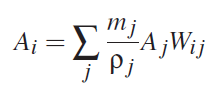 A_i = \sum_j \frac{m_j}{\rho_j} A_j W_{ij}